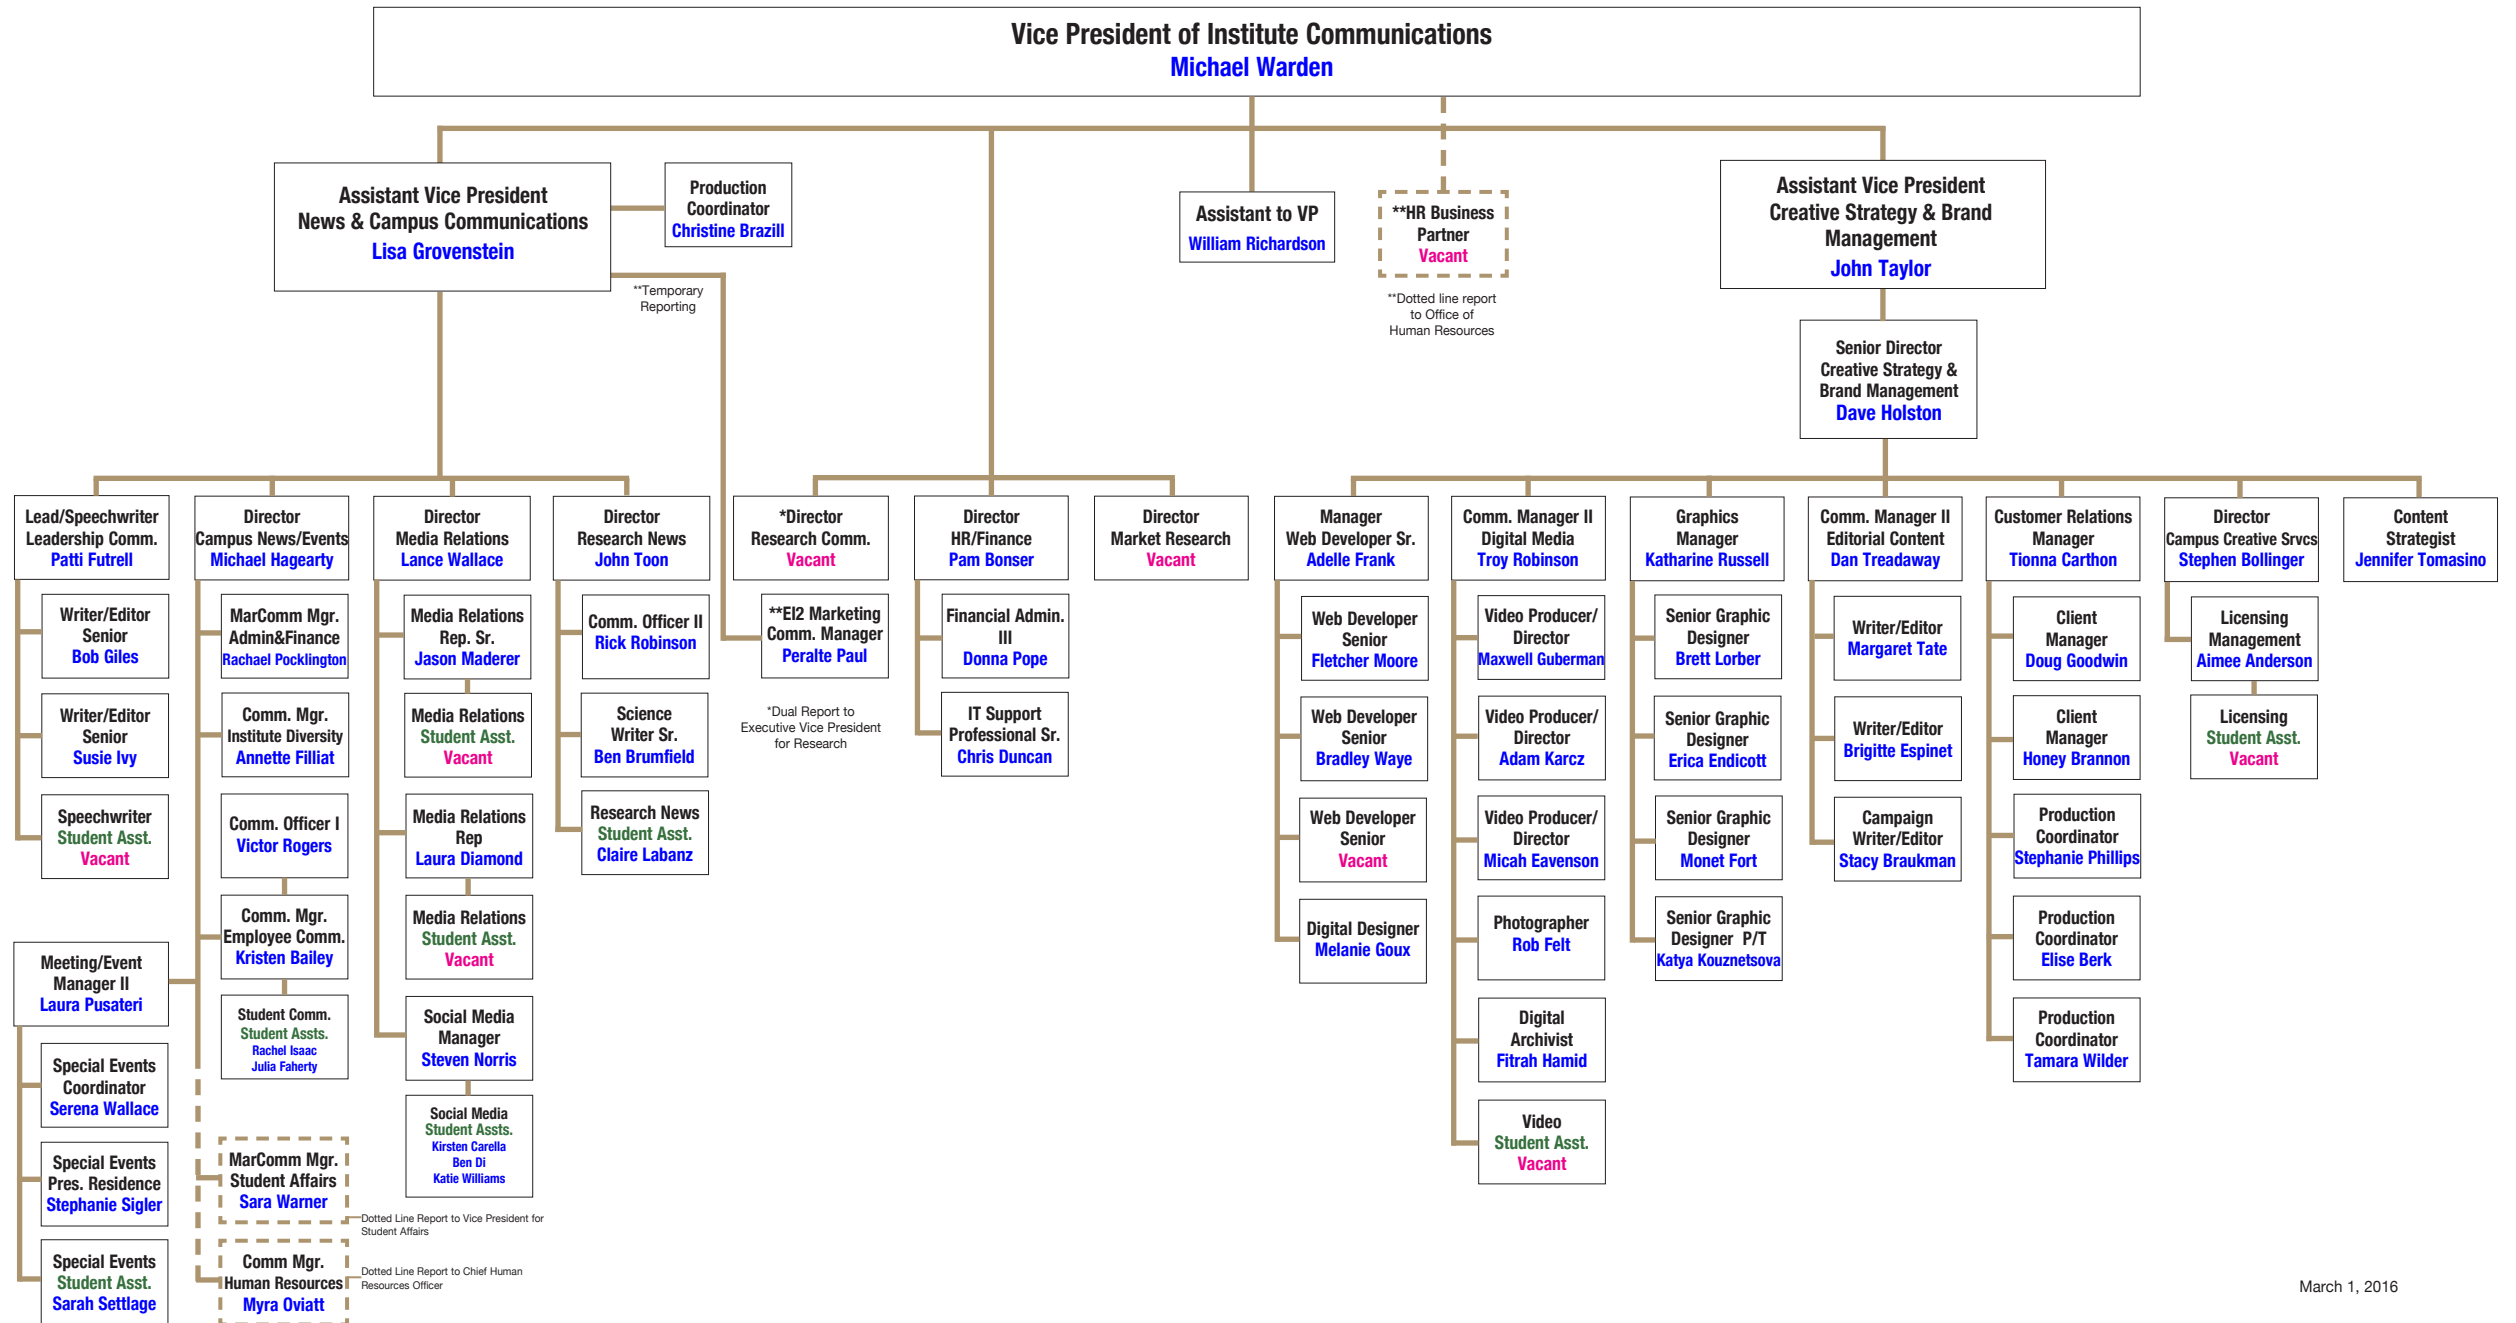 Vice President of Institute Communications
Michael Warden
Assistant Vice President
News & Campus Communications
Lisa Grovenstein
Production
Coordinator
Christine Brazill
**Temporary
Reporting
Assistant to VP
William Richardson
**HR Business
Partner
Vacant
**Dotted line report
to Office of
Human Resources
Assistant Vice President
Creative Strategy & Brand
Management
John Taylor
Senior Director
Creative Strategy &
Brand Management
Dave Holston
Lead/Speechwriter
Leadership Comm.
Patti Futrell
Writer/Editor
Senior
Bob Giles
Writer/Editor
Senior
Susie Ivy
Speechwriter
Student Asst.
Vacant
Director
Campus News/Events
Michael Hagearty
MarComm Mgr.
Admin&Finance
Rachael Pocklington
Comm. Mgr.
Institute Diversity
Annette Filliat
Comm. Officer I
Victor Rogers
Comm. Mgr.
Employee Comm.
Kristen Bailey
Student Comm.
Student Assts.
Rachel Isaac
Julia Faherty
Meeting/Event
Manager II
Laura Pusateri
Special Events
Coordinator
Serena Wallace
Special Events
Pres. Residence
Stephanie Sigler
Special Events
Student Asst.
Sarah Settlage
MarComm Mgr.
Student Affairs
Sara Warner
Dotted Line Report to Vice President for
Student Affairs
Comm Mgr.
Human Resources
Myra Oviatt
Dotted Line Report to Chief Human
Resources Officer
Director
Media Relations
Lance Wallace
Media Relations
Rep. Sr.
Jason Maderer
Media Relations
Student Asst.
Vacant
Media Relations
Rep
Laura Diamond
Media Relations
Student Asst.
Vacant
Social Media
Manager
Steven Norris
Social Media
Student Assts.
Kirsten Carella
Ben Di
Katie Williams
Director
Research News
John Toon
Comm. Officer II
Rick Robinson
Science
Writer Sr.
Ben Brumfield
Research News
Student Asst.
Claire Labanz
*Director
Research Comm.
Vacant
**EI2 Marketing
Comm. Manager
Peralte Paul
*Dual Report to
Executive Vice President
for Research
Director
HR/Finance
Pam Bonser
Financial Admin.
III
Donna Pope
IT Support
Professional Sr.
Chris Duncan
Director
Market Research
Vacant
Manager
Web Developer Sr.
Adelle Frank
Web Developer
Senior
Fletcher Moore
Web Developer
Senior
Bradley Waye
Web Developer
Senior
Vacant
Digital Designer
Melanie Goux
Comm. Manager II
Digital Media
Troy Robinson
Video Producer/
Director
Maxwell Guberman
Video Producer/
Director
Adam Karcz
Video Producer/
Director
Micah Eavenson
Photographer
Rob Felt
Digital
Archivist
Fitrah Hamid
Video
Student Asst.
Vacant
Graphics
Manager
Katharine Russell
Senior Graphic
Designer
Brett Lorber
Senior Graphic
Designer
Erica Endicott
Senior Graphic
Designer
Monet Fort
Senior Graphic
Designer P/T
Katya Kouznetsova
Comm. Manager II
Editorial Content
Dan Treadaway
Writer/Editor
Margaret Tate
Writer/Editor
Brigitte Espinet
Campaign
Writer/Editor
Stacy Braukman
Customer Relations
Manager
Tionna Carthon
Client
Manager
Doug Goodwin
Client
Manager
Honey Brannon
Production
Coordinator
Stephanie Phillips
Production
Coordinator
Elise Berk
Production
Coordinator
Tamara Wilder
Director
Campus Creative Srvcs
Stephen Bollinger
Licensing
Management
Aimee Anderson
Licensing
Student Asst.
Vacant
Content
Strategist
Jennifer Tomasino
March 1, 2016